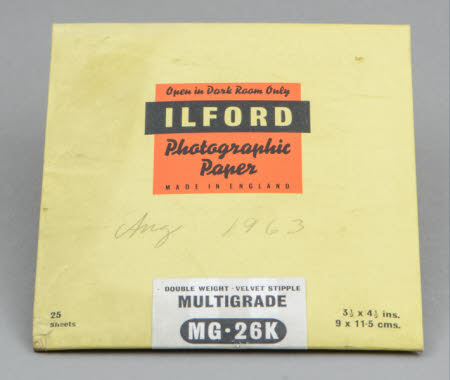 Open in Dark Room Only
ILFORD
Photographic
Paper
MADE IN ENGLAND
Aug 1963
25
Sheets
DOUBLE WEIGHT · VELVET STIPPLE
MULTIGRADE
MG·26K
3½ x 4½ ins.
9 x 11·5 cms.